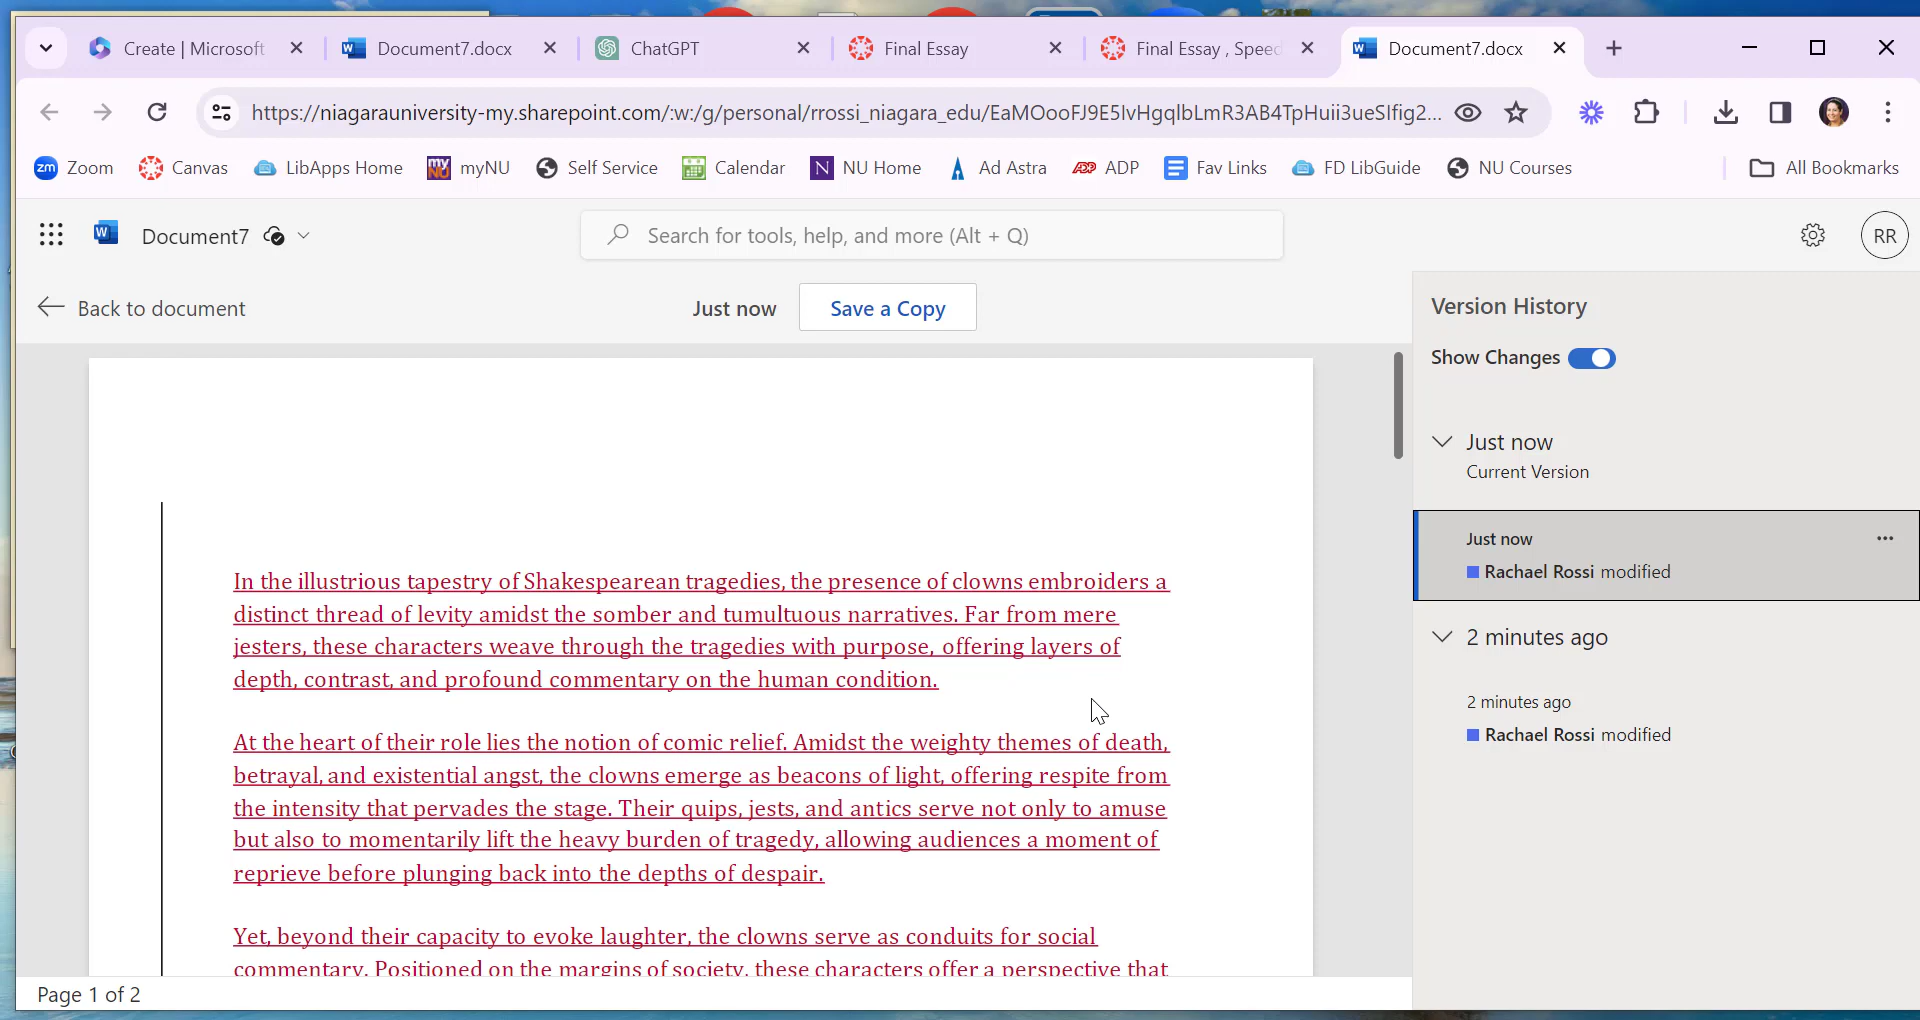 Create | Microsoft
Document7.docx
ChatGPT
Final Essay
Final Essay , Speed
Document7.docx
https://niagarauniversity-my.sharepoint.com/:w:/g/personal/rrossi_niagara_edu/EaMOooFJ9E5IvHgqlbLmR3AB4TpHuii3ueSIfig2...
zm Zoom
Canvas
LibApps Home
my NU myNU
Self Service
Calendar
N NU Home
Ad Astra
ADP ADP
Fav Links
FD LibGuide
NU Courses
All Bookmarks
W Document7
Search for tools, help, and more (Alt + Q)
RR
Back to document
Just now
Save a Copy
In the illustrious tapestry of Shakespearean tragedies, the presence of clowns embroiders a
distinct thread of levity amidst the somber and tumultuous narratives. Far from mere
jesters, these characters weave through the tragedies with purpose, offering layers of
depth, contrast, and profound commentary on the human condition.
At the heart of their role lies the notion of comic relief. Amidst the weighty themes of death,
betrayal, and existential angst, the clowns emerge as beacons of light, offering respite from
the intensity that pervades the stage. Their quips, jests, and antics serve not only to amuse
but also to momentarily lift the heavy burden of tragedy, allowing audiences a moment of
reprieve before plunging back into the depths of despair.
Yet, beyond their capacity to evoke laughter, the clowns serve as conduits for social
commentary. Positioned on the margins of society, these characters offer a perspective that
Page 1 of 2
Version History
Show Changes
Just now
Current Version
Just now
Rachael Rossi modified
2 minutes ago
2 minutes ago
Rachael Rossi modified